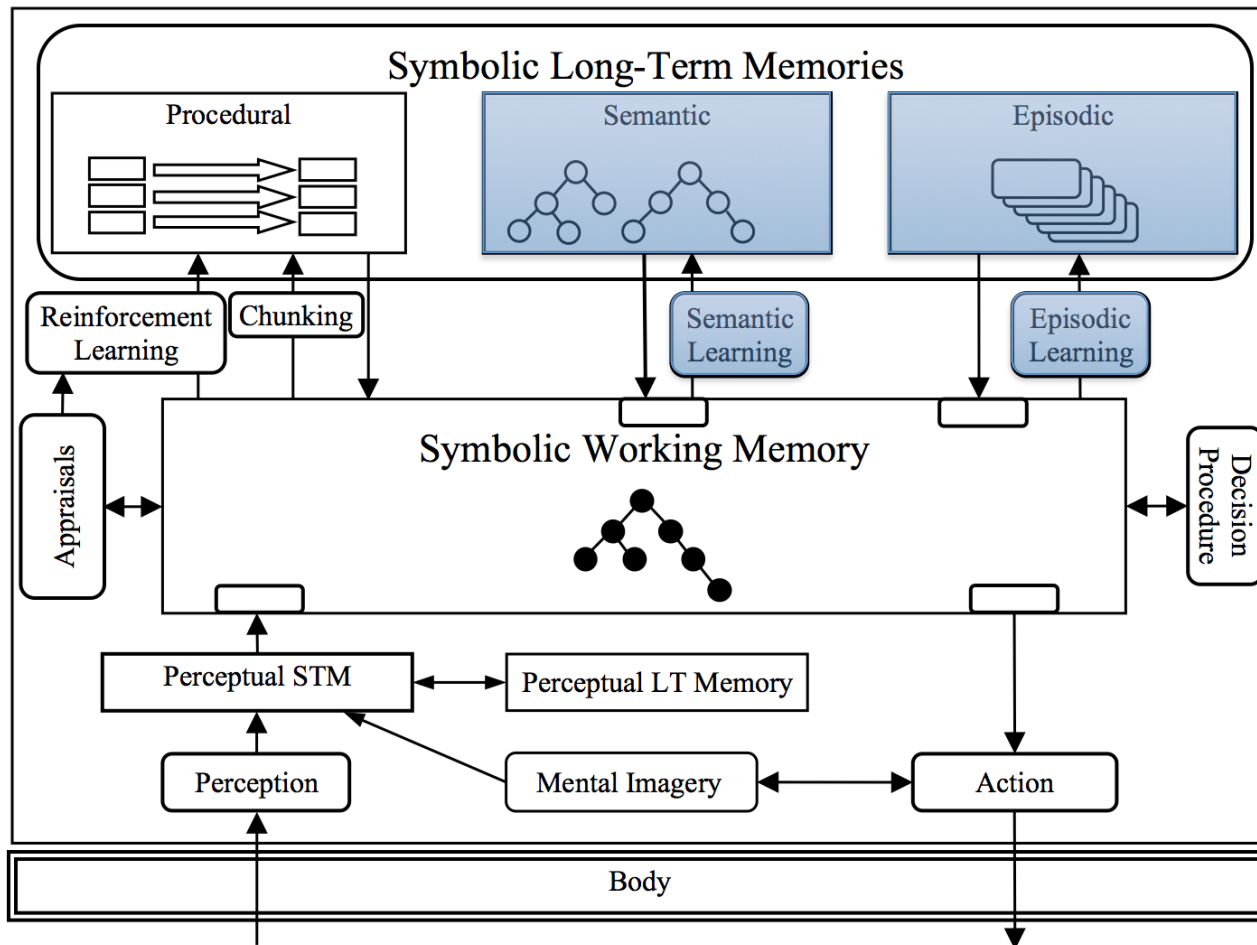 Symbolic Long-Term Memories
Procedural
Semantic
Episodic
Reinforcement
Learning
Chunking
Semantic
Learning
Episodic
Learning
Symbolic Working Memory
Appraisals
Decision
Procedure
Perceptual STM
Perceptual LT Memory
Perception
Mental Imagery
Action
Body